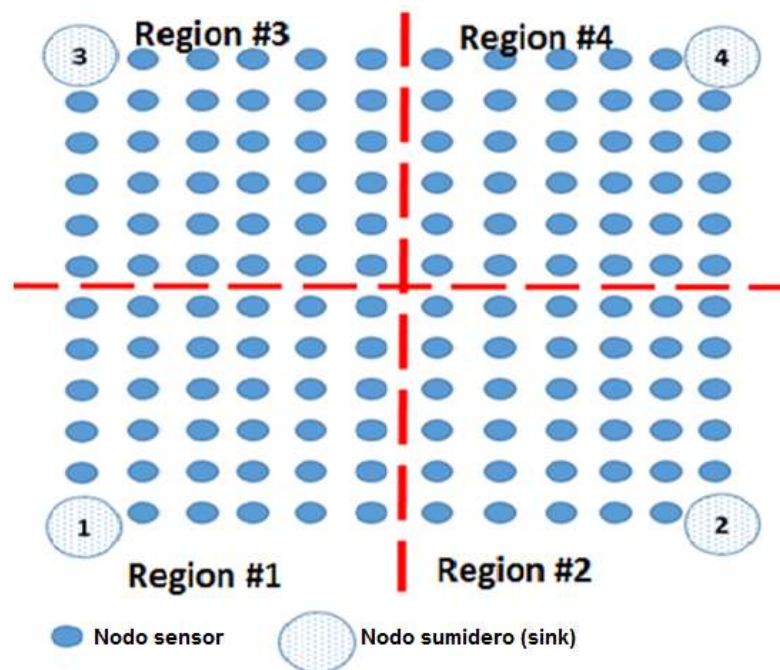 Region #3
Region #4
3
4
1
2
Region #1
Region #2
Nodo sensor
Nodo sumidero (sink)